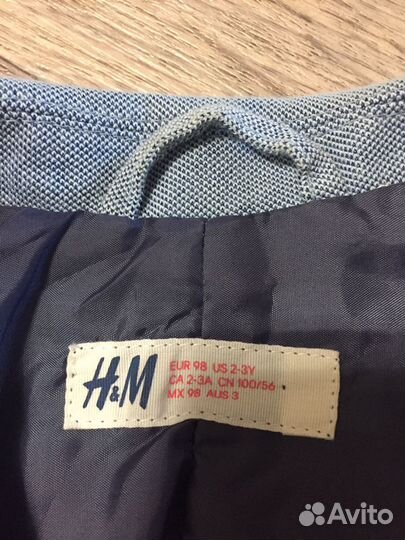 H&M
EUR 98 US 2-3Y
CA 2-3A CN 100/56
MX 98 AUS 3
Avito